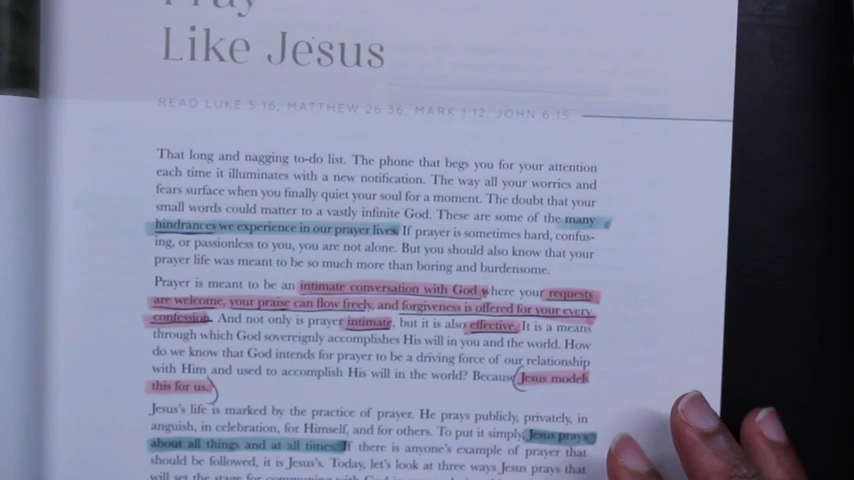 Pray
Like Jesus
READ LUKE 5:16, MATTHEW 26:36, MARK 1:12, JOHN 6:15
That long and nagging to-do list. The phone that begs you for your attention
each time it illuminates with a new notification. The way all your worries and
fears surface when you finally quiet your soul for a moment. The doubt that your
small words could matter to a vastly infinite God. These are some of the many
hindrances we experience in our prayer lives. If prayer is sometimes hard, confus-
ing, or passionless to you, you are not alone. But you should also know that your
prayer life was meant to be so much more than boring and burdensome.
Prayer is meant to be an intimate conversation with God where your requests
are welcome, your praise can flow freely, and forgiveness is offered for your every
confession. And not only is prayer intimate, but it is also effective. It is a means
through which God sovereignly accomplishes His will in you and the world. How
do we know that God intends for prayer to be a driving force of our relationship
with Him and used to accomplish His will in the world? Because Jesus models
this for us.
Jesus's life is marked by the practice of prayer. He prays publicly, privately, in
anguish, in celebration, for Himself, and for others. To put it simply, Jesus prays
about all things and at all times. If there is anyone's example of prayer that
should be followed, it is Jesus's. Today, let's look at three ways Jesus prays that
will set the stage for communing with God in